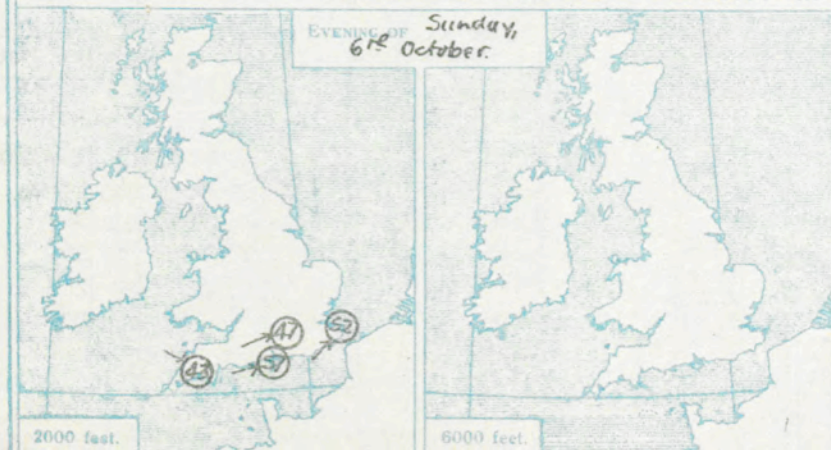 EVENING OF Sunday,
6th October.
47
52
43
57
2000 feet.
6000 feet.